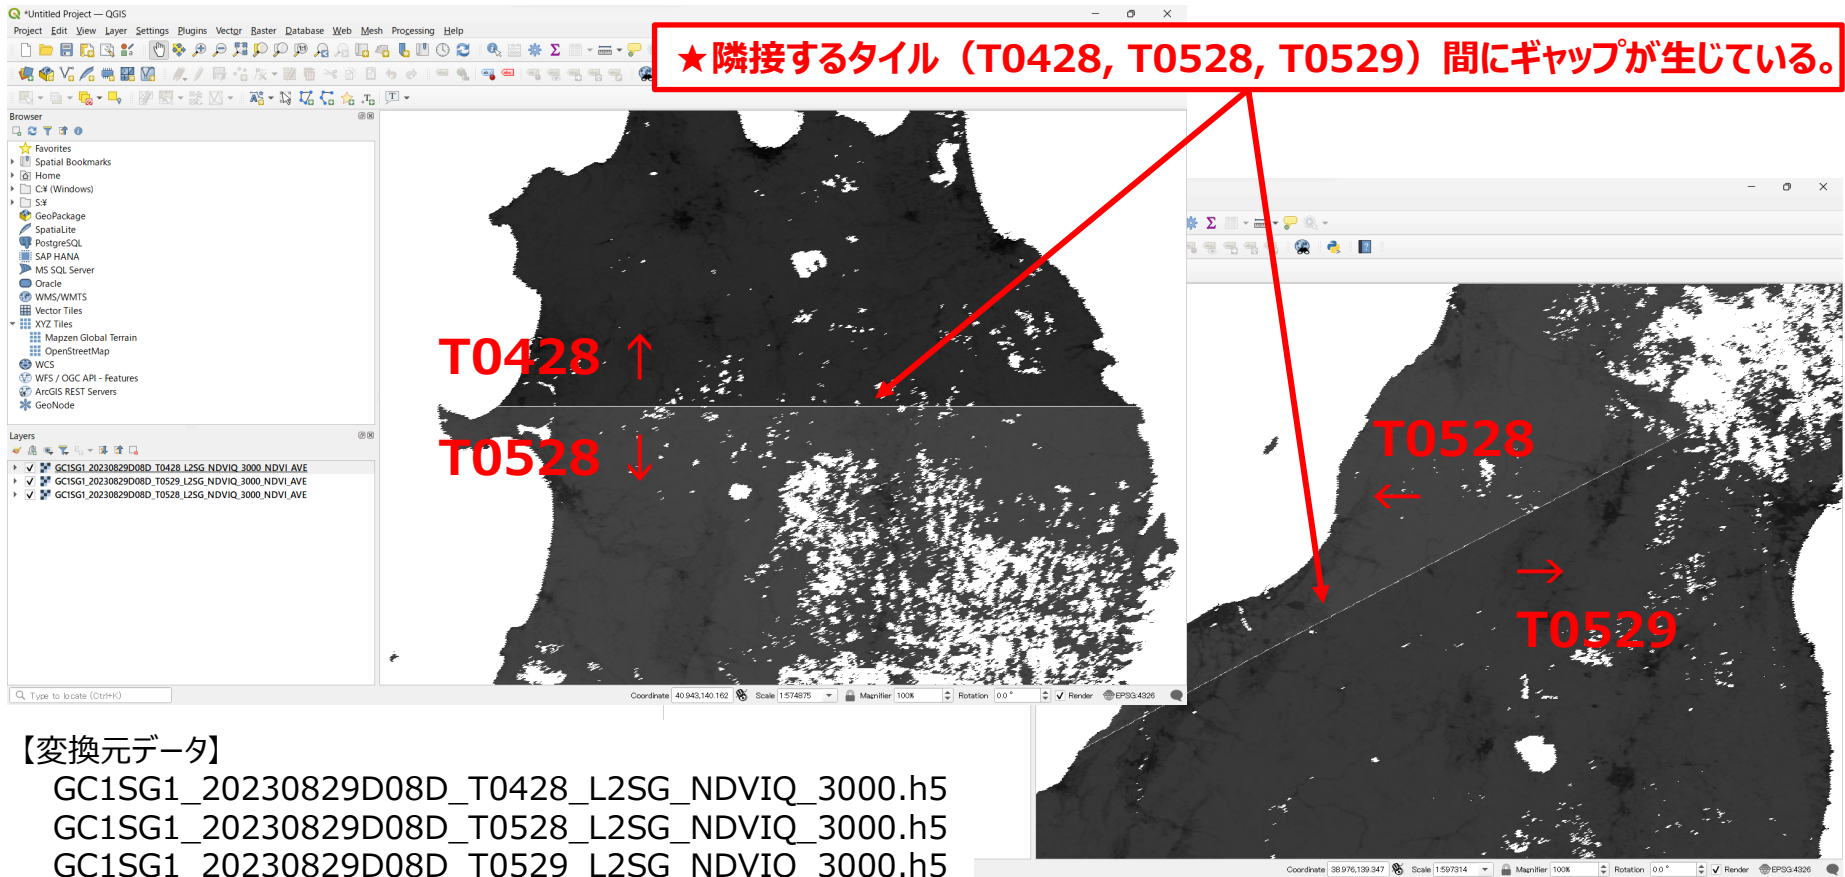 *Untitled Project — QGIS
Project Edit View Layer Settings Plugins Vector Raster Database Web Mesh Processing Help
★隣接するタイル（T0428, T0528, T0529）間にギャップが生じている。
Browser
Favorites
Spatial Bookmarks
Home
C:¥ (Windows)
S:¥
GeoPackage
SpatiaLite
PostgreSQL
SAP HANA
MS SQL Server
Oracle
WMS/WMTS
Vector Tiles
XYZ Tiles
Mapzen Global Terrain
OpenStreetMap
WCS
WFS / OGC API - Features
ArcGIS REST Servers
GeoNode
Layers
GC1SG1_20230829D08D_T0428_L2SG_NDVIQ_3000_NDVI_AVE
GC1SG1_20230829D08D_T0529_L2SG_NDVIQ_3000_NDVI_AVE
GC1SG1_20230829D08D_T0528_L2SG_NDVIQ_3000_NDVI_AVE
Type to locate (Ctrl+K)
T0428 ↑
T0528 ↓
Coordinate 40.943,140.162 Scale 1:574875 Magnifier 100% Rotation 0.0 ° Render EPSG:4326
T0528
←
→
T0529
Coordinate 38.976,139.347 Scale 1:597314 Magnifier 100% Rotation 0.0 ° Render EPSG:4326
【変換元データ】
GC1SG1_20230829D08D_T0428_L2SG_NDVIQ_3000.h5
GC1SG1_20230829D08D_T0528_L2SG_NDVIQ_3000.h5
GC1SG1_20230829D08D_T0529_L2SG_NDVIQ_3000.h5